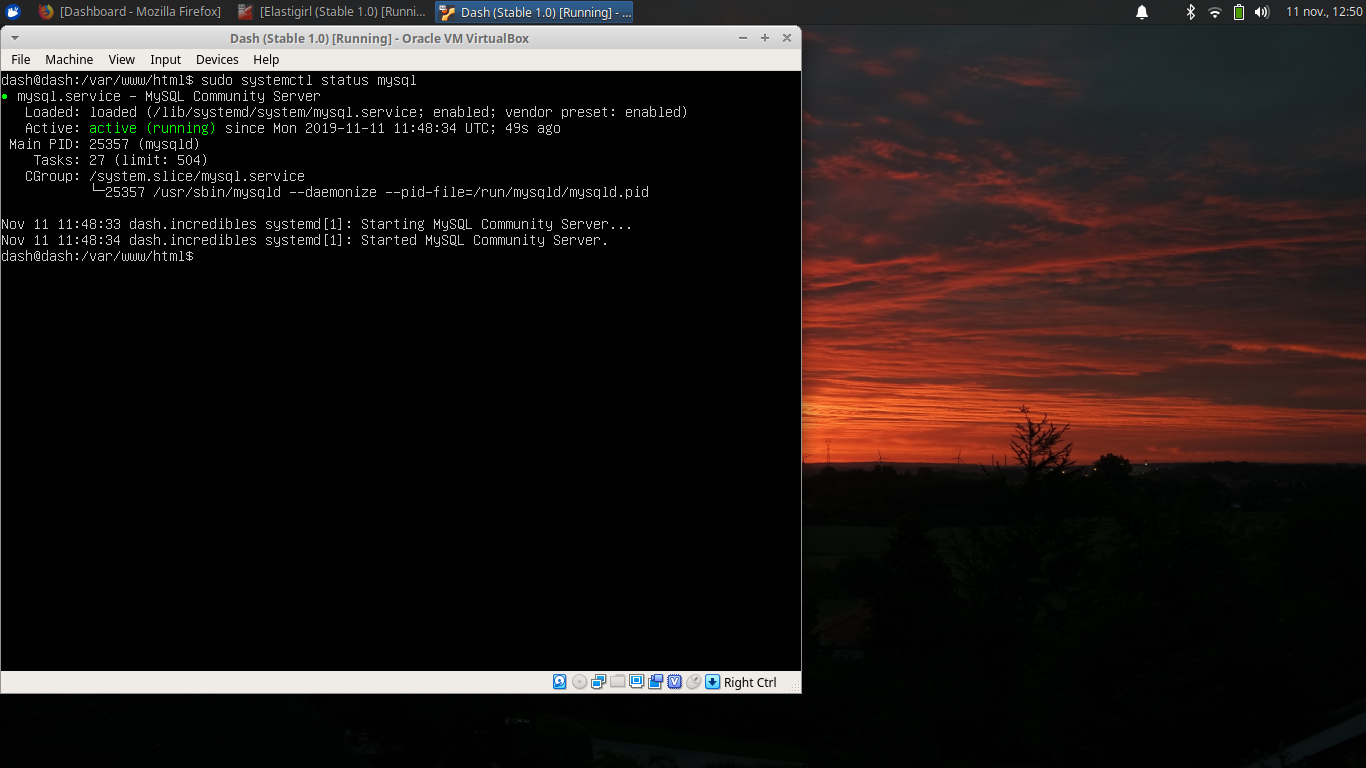 [Dashboard - Mozilla Firefox]
[Elastigirl (Stable 1.0) [Runni...
Dash (Stable 1.0) [Running] - ...
11 nov., 12:50
Dash (Stable 1.0) [Running] - Oracle VM VirtualBox
File Machine View Input Devices Help
dash@dash:/var/www/html$ sudo systemctl status mysql
● mysql.service - MySQL Community Server
Loaded: loaded (/lib/systemd/system/mysql.service; enabled; vendor preset: enabled)
Active: active (running) since Mon 2019-11-11 11:48:34 UTC; 49s ago
Main PID: 25357 (mysqld)
Tasks: 27 (limit: 504)
CGroup: /system.slice/mysql.service
└─25357 /usr/sbin/mysqld --daemonize --pid-file=/run/mysqld/mysqld.pid
Nov 11 11:48:33 dash.incredibles systemd[1]: Starting MySQL Community Server...
Nov 11 11:48:34 dash.incredibles systemd[1]: Started MySQL Community Server.
dash@dash:/var/www/html$
Right Ctrl